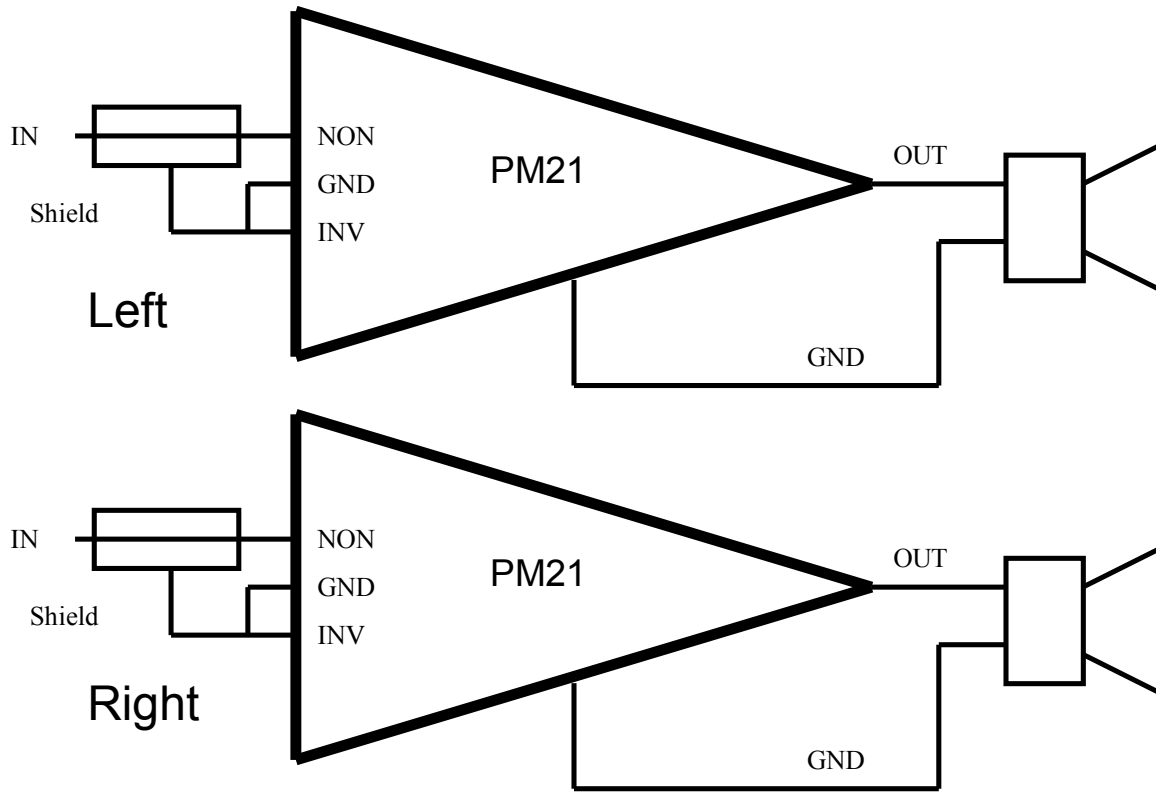 IN
NON
GND
INV
Shield
PM21
OUT
GND
Left
IN
NON
GND
INV
Shield
PM21
OUT
GND
Right